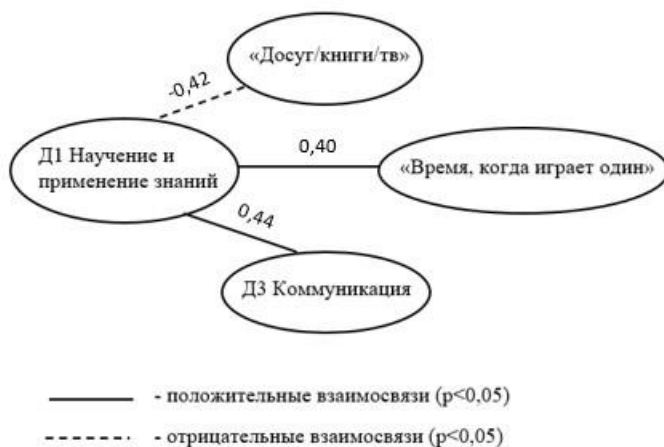 «Досуг/книги/тв»
-0,42
Д1 Научение и
применение знаний
0,40
«Время, когда играет один»
0,44
Д3 Коммуникация
- положительные взаимосвязи (p<0,05)
- отрицательные взаимосвязи (p<0,05)